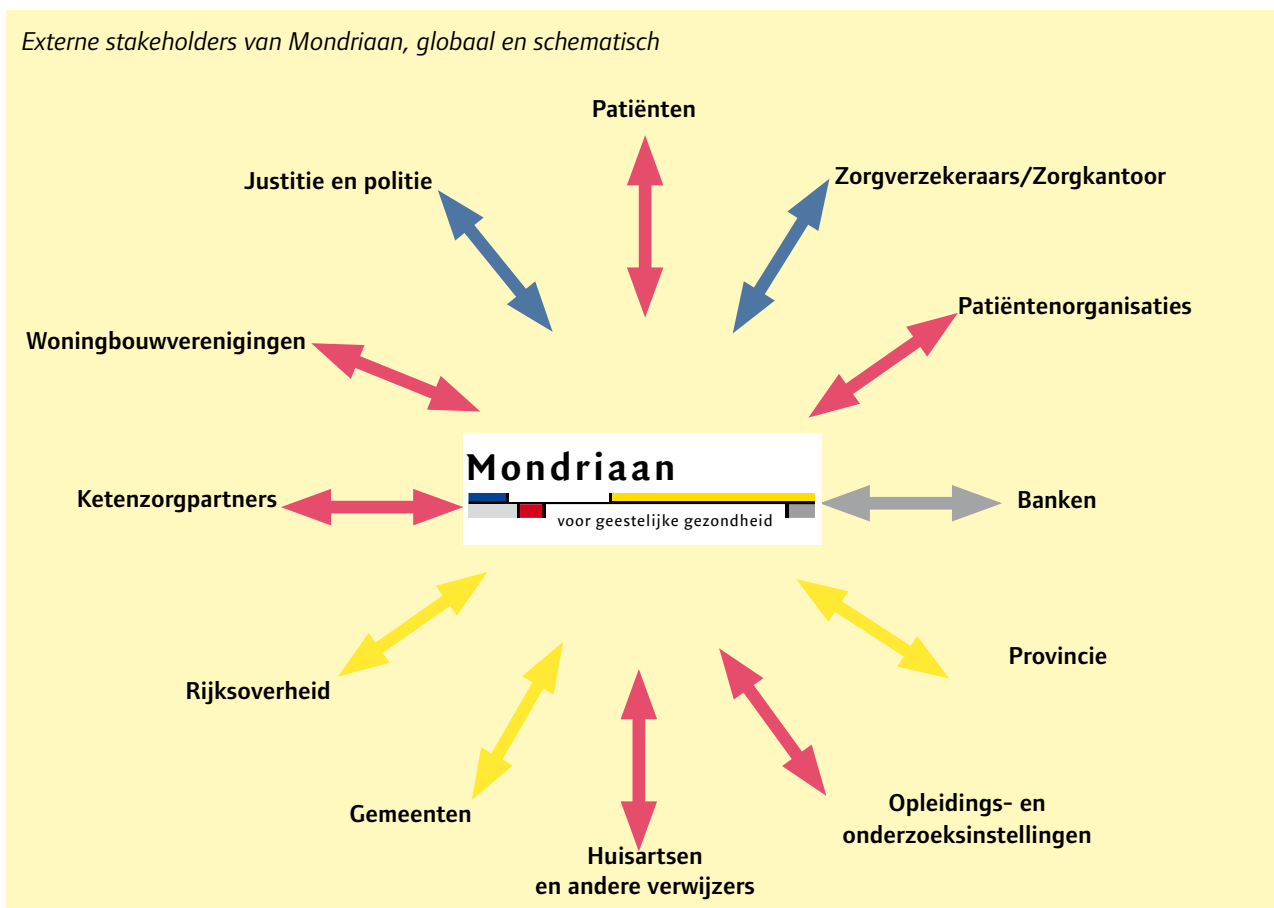 Externe stakeholders van Mondriaan, globaal en schematisch
Patiënten
Justitie en politie
Zorgverzekeraars/Zorgkantoor
Patiëntenorganisaties
Woningbouwverenigingen
Mondriaan
voor geestelijke gezondheid
Ketenzorgpartners
Banken
Provincie
Rijksoverheid
Gemeenten
Opleidings- en
onderzoeksinstellingen
Huisartsen
en andere verwijzers